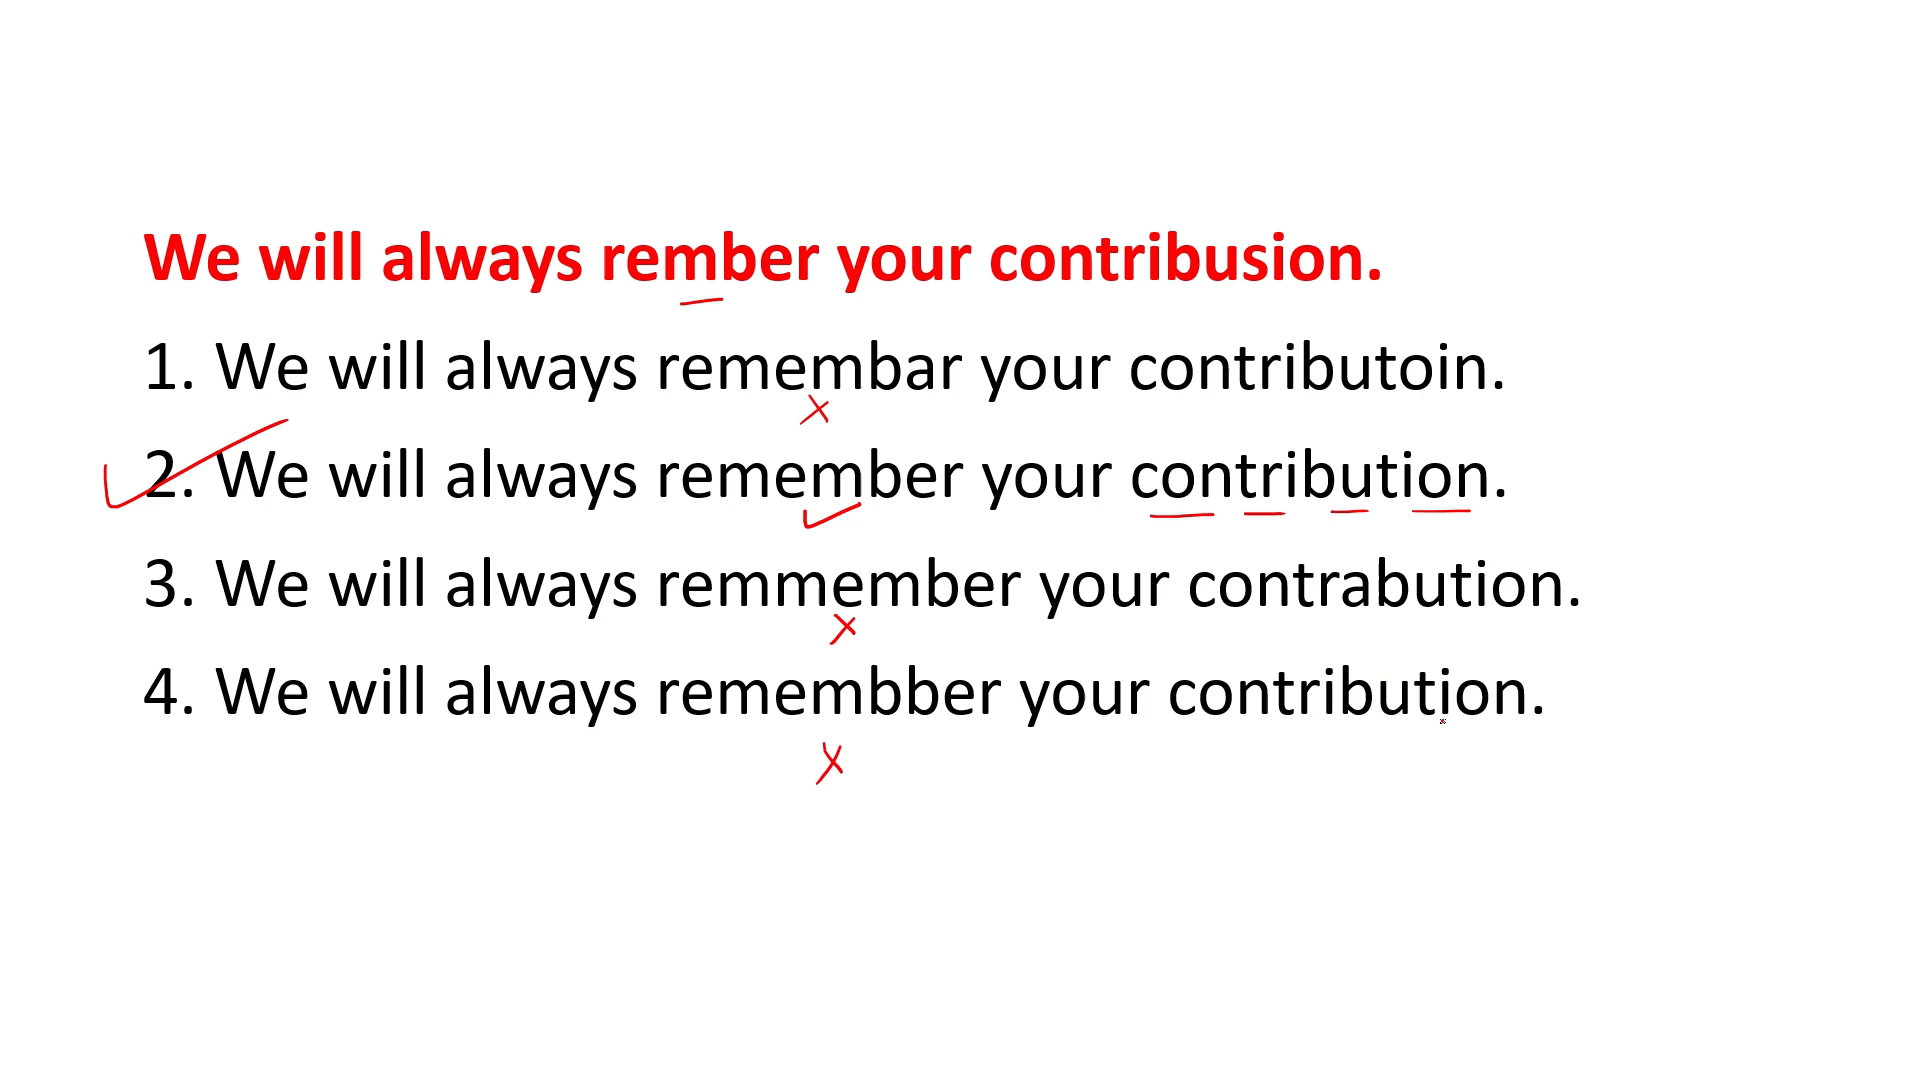 We will always rember your contribusion.
1. We will always remembar your contributoin.
2. We will always remember your contribution.
3. We will always remmember your contrabution.
4. We will always remembber your contribution.